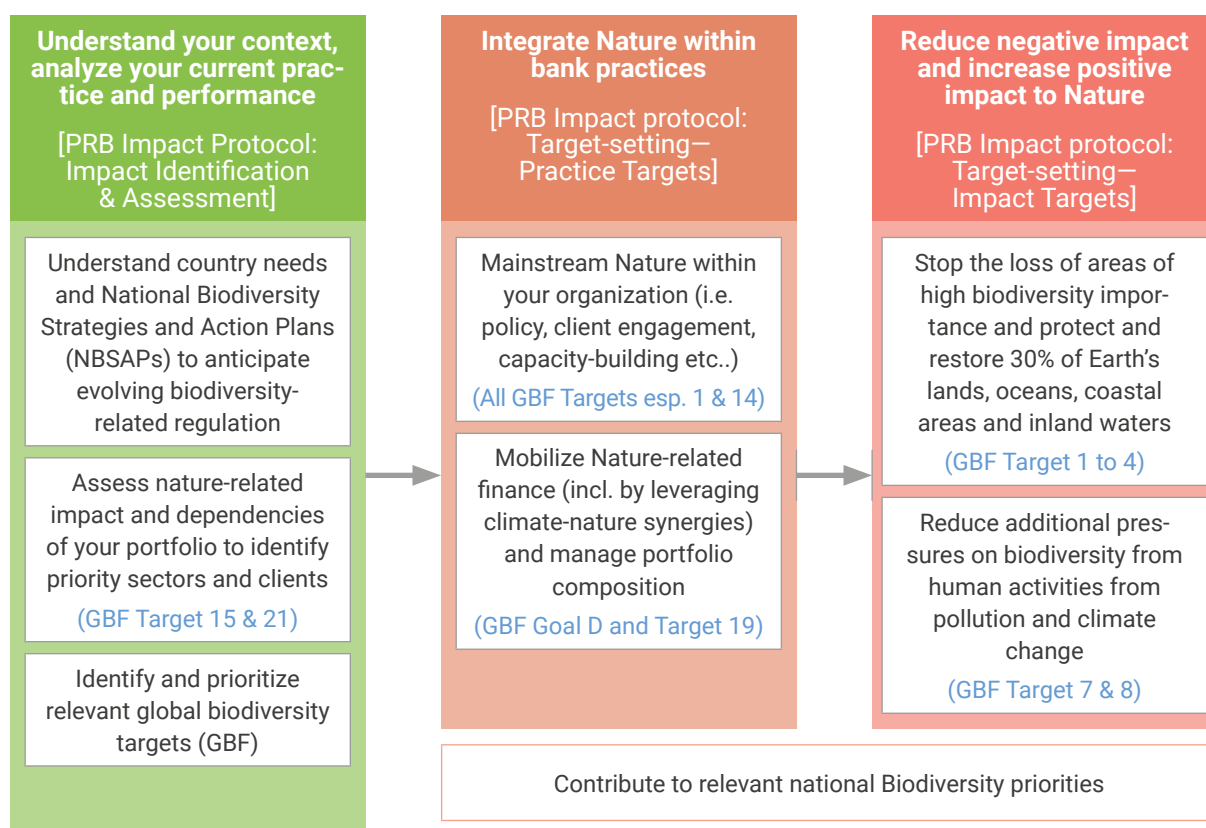 Understand your context,
analyze your current prac-
tice and performance
[PRB Impact Protocol:
Impact Identification
& Assessment]
Understand country needs
and National Biodiversity
Strategies and Action Plans
(NBSAPs) to anticipate
evolving biodiversity-
related regulation
Assess nature-related
impact and dependencies
of your portfolio to identify
priority sectors and clients
(GBF Target 15 & 21)
Identify and prioritize
relevant global biodiversity
targets (GBF)
Integrate Nature within
bank practices
[PRB Impact protocol:
Target-setting—
Practice Targets]
Mainstream Nature within
your organization (i.e.
policy, client engagement,
capacity-building etc..)
(All GBF Targets esp. 1 & 14)
Mobilize Nature-related
finance (incl. by leveraging
climate-nature synergies)
and manage portfolio
composition
(GBF Goal D and Target 19)
Reduce negative impact
and increase positive
impact to Nature
[PRB Impact protocol:
Target-setting—
Impact Targets]
Stop the loss of areas of
high biodiversity impor-
tance and protect and
restore 30% of Earth's
lands, oceans, coastal
areas and inland waters
(GBF Target 1 to 4)
Reduce additional pres-
sures on biodiversity from
human activities from
pollution and climate
change
(GBF Target 7 & 8)
Contribute to relevant national Biodiversity priorities